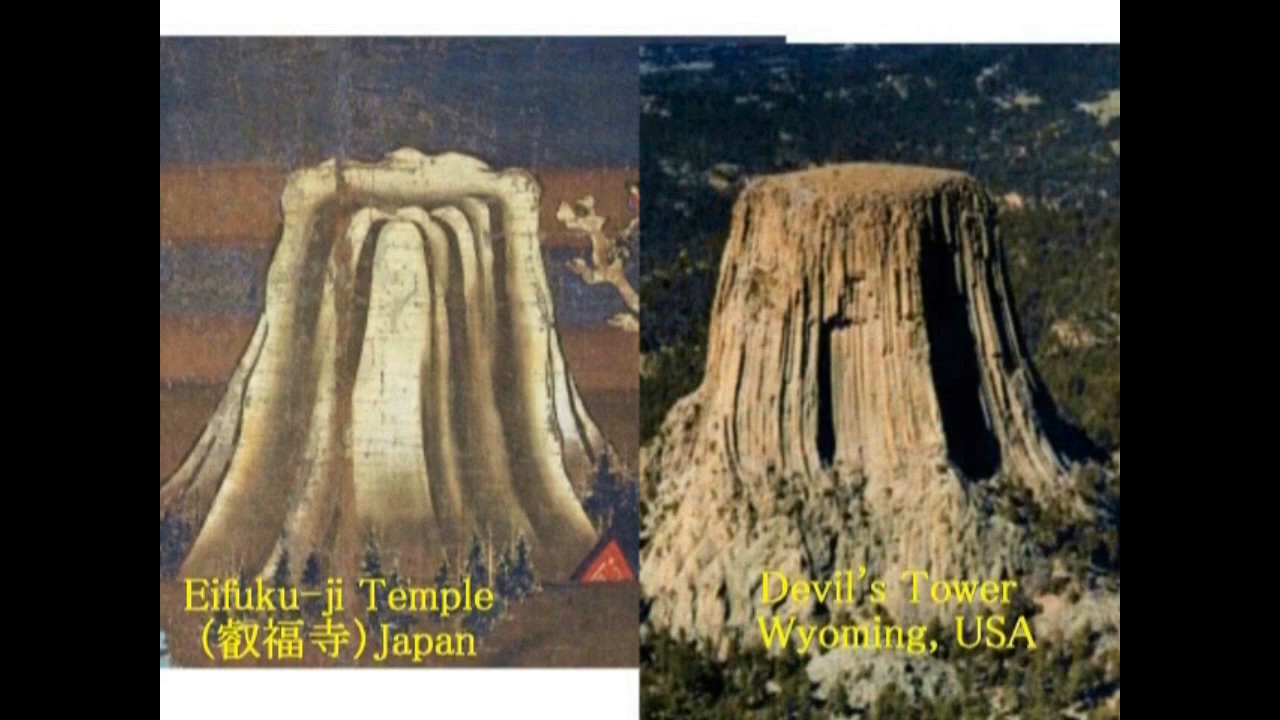 Eifuku-ji Temple
(叡福寺)Japan
Devil's Tower
Wyoming, USA